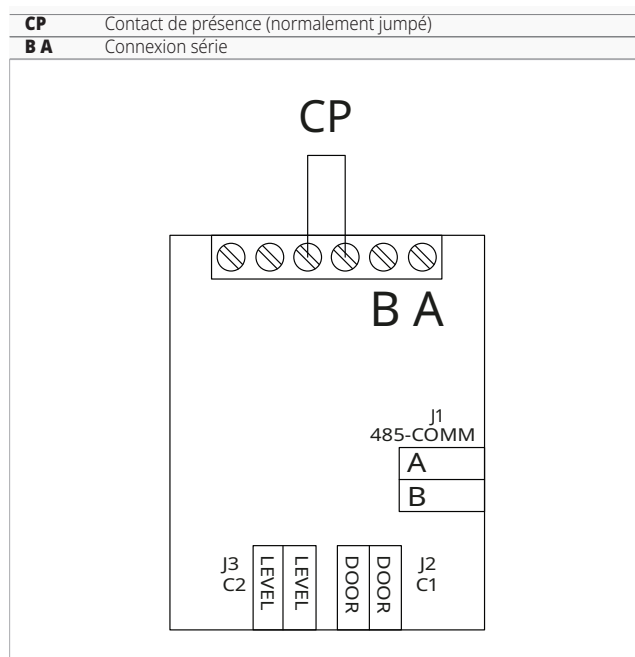 CP Contact de présence (normalement jumpé)
B A Connexion série
CP
B A
J1
485-COMM
A
B
J3
C2
LEVEL
LEVEL
DOOR
DOOR
J2
C1